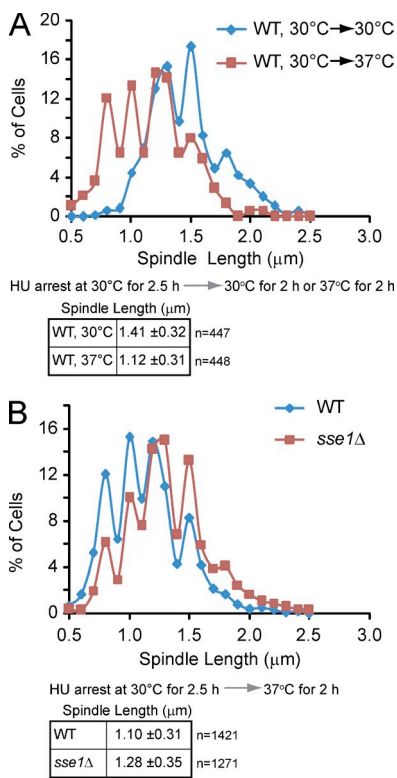 A
WT, 30°C→30°C
WT, 30°C→37°C
20
16
12
8
4
0
% of Cells
0.5 1.0 1.5 2.0 2.5 3.0
Spindle Length (μm)
HU arrest at 30°C for 2.5 h → 30°C for 2 h or 37°C for 2 h
Spindle Length (μm)
WT, 30°C 1.41 ±0.32 n=447
WT, 37°C 1.12 ±0.31 n=448
B
WT
sse1Δ
16
12
8
4
0
% of Cells
0.5 1.0 1.5 2.0 2.5 3.0
Spindle Length (μm)
HU arrest at 30°C for 2.5 h → 37°C for 2 h
Spindle Length (μm)
WT 1.10 ±0.31 n=1421
sse1Δ 1.28 ±0.35 n=1271